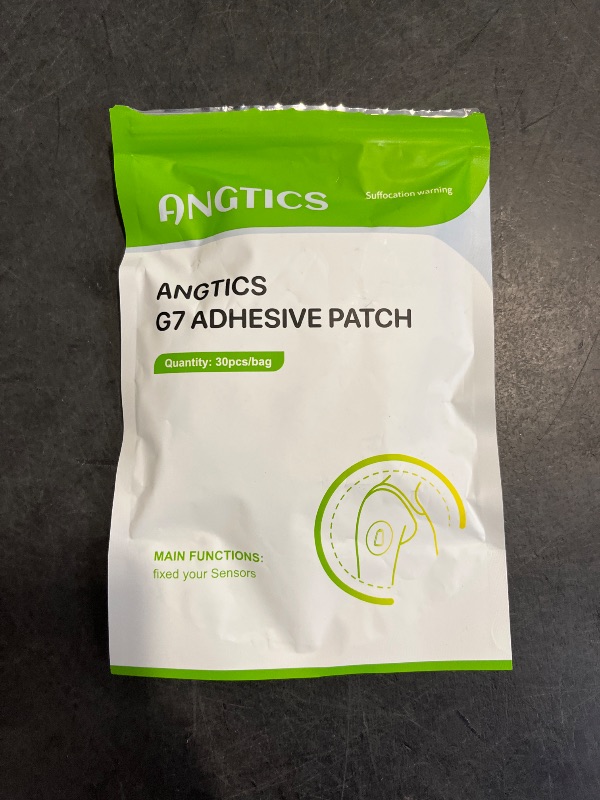 ANGTICS
Suffocation warning
ANGTICS
G7 ADHESIVE PATCH
Quantity: 30pcs/bag
MAIN FUNCTIONS:
fixed your Sensors